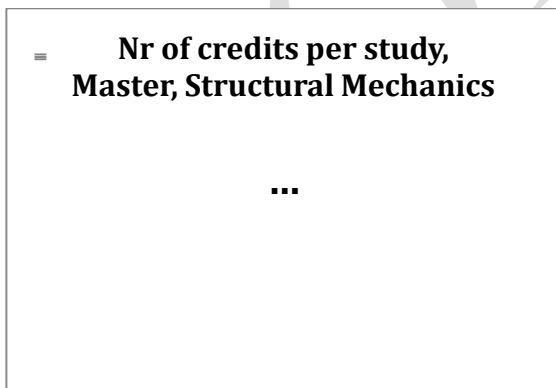 Nr of credits per study,
Master, Structural Mechanics
...